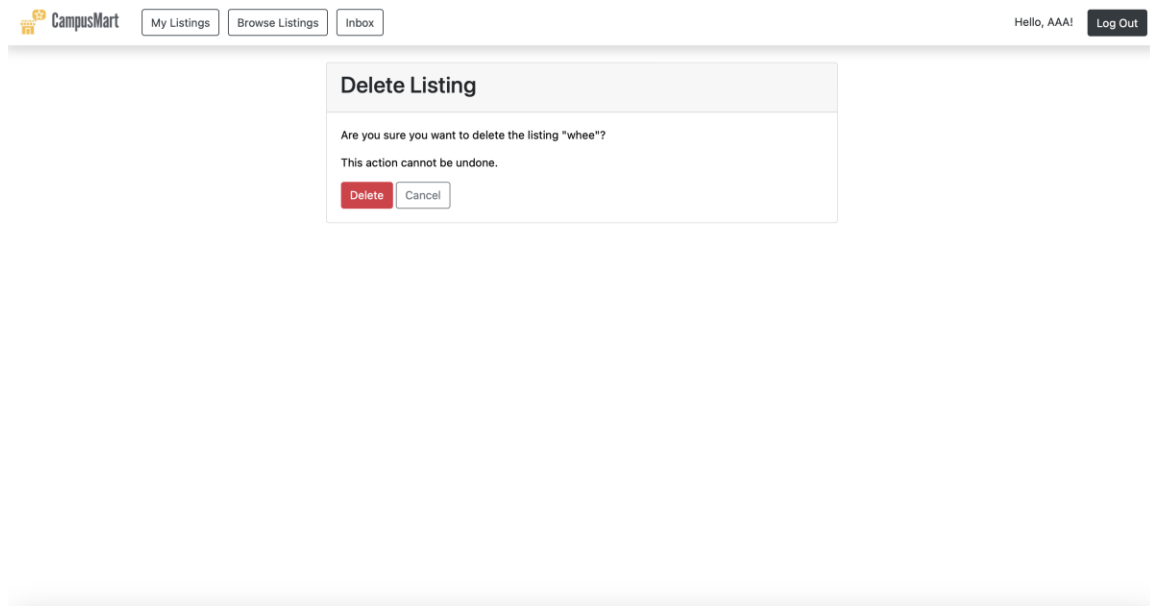 CampusMart My Listings Browse Listings Inbox Hello, AAA! Log Out
Delete Listing
Are you sure you want to delete the listing "whee"?
This action cannot be undone.
Delete Cancel